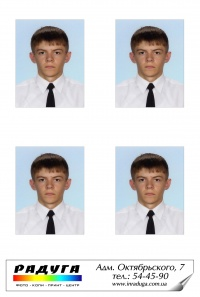 РАДУГА
ФОТО - КОПИ - ПРИНТ - ЦЕНТР
Адм. Октябрьского, 7
тел.: 54-45-90
www.inraduga.com.ua